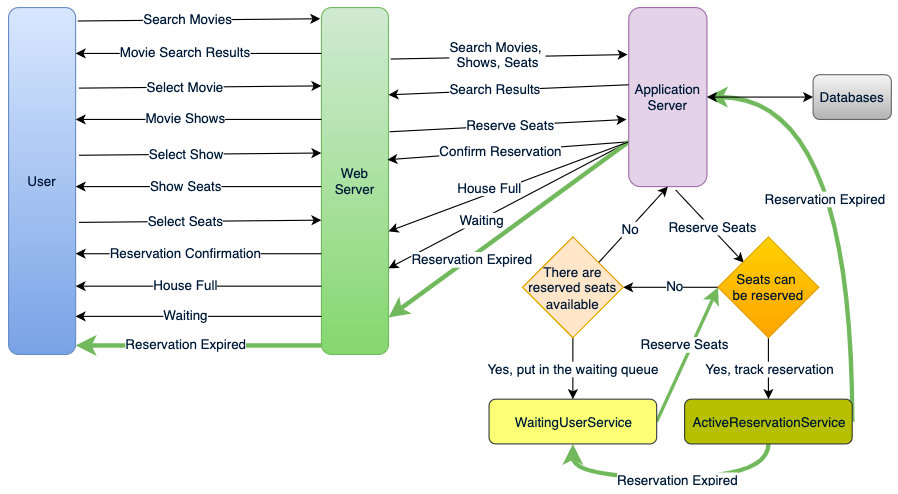 Search Movies
Movie Search Results
Select Movie
Movie Shows
Select Show
Show Seats
Select Seats
Reservation Confirmation
House Full
Waiting
Reservation Expired
User
Web
Server
Search Movies,
Shows, Seats
Search Results
Reserve Seats
Confirm Reservation
House Full
Waiting
Reservation Expired
Application
Server
Databases
Reservation Expired
No
Reserve Seats
There are
reserved seats
available
No
Seats can
be reserved
Reserve Seats
Yes, put in the waiting queue
Yes, track reservation
WaitingUserService
ActiveReservationService
Reservation Expired